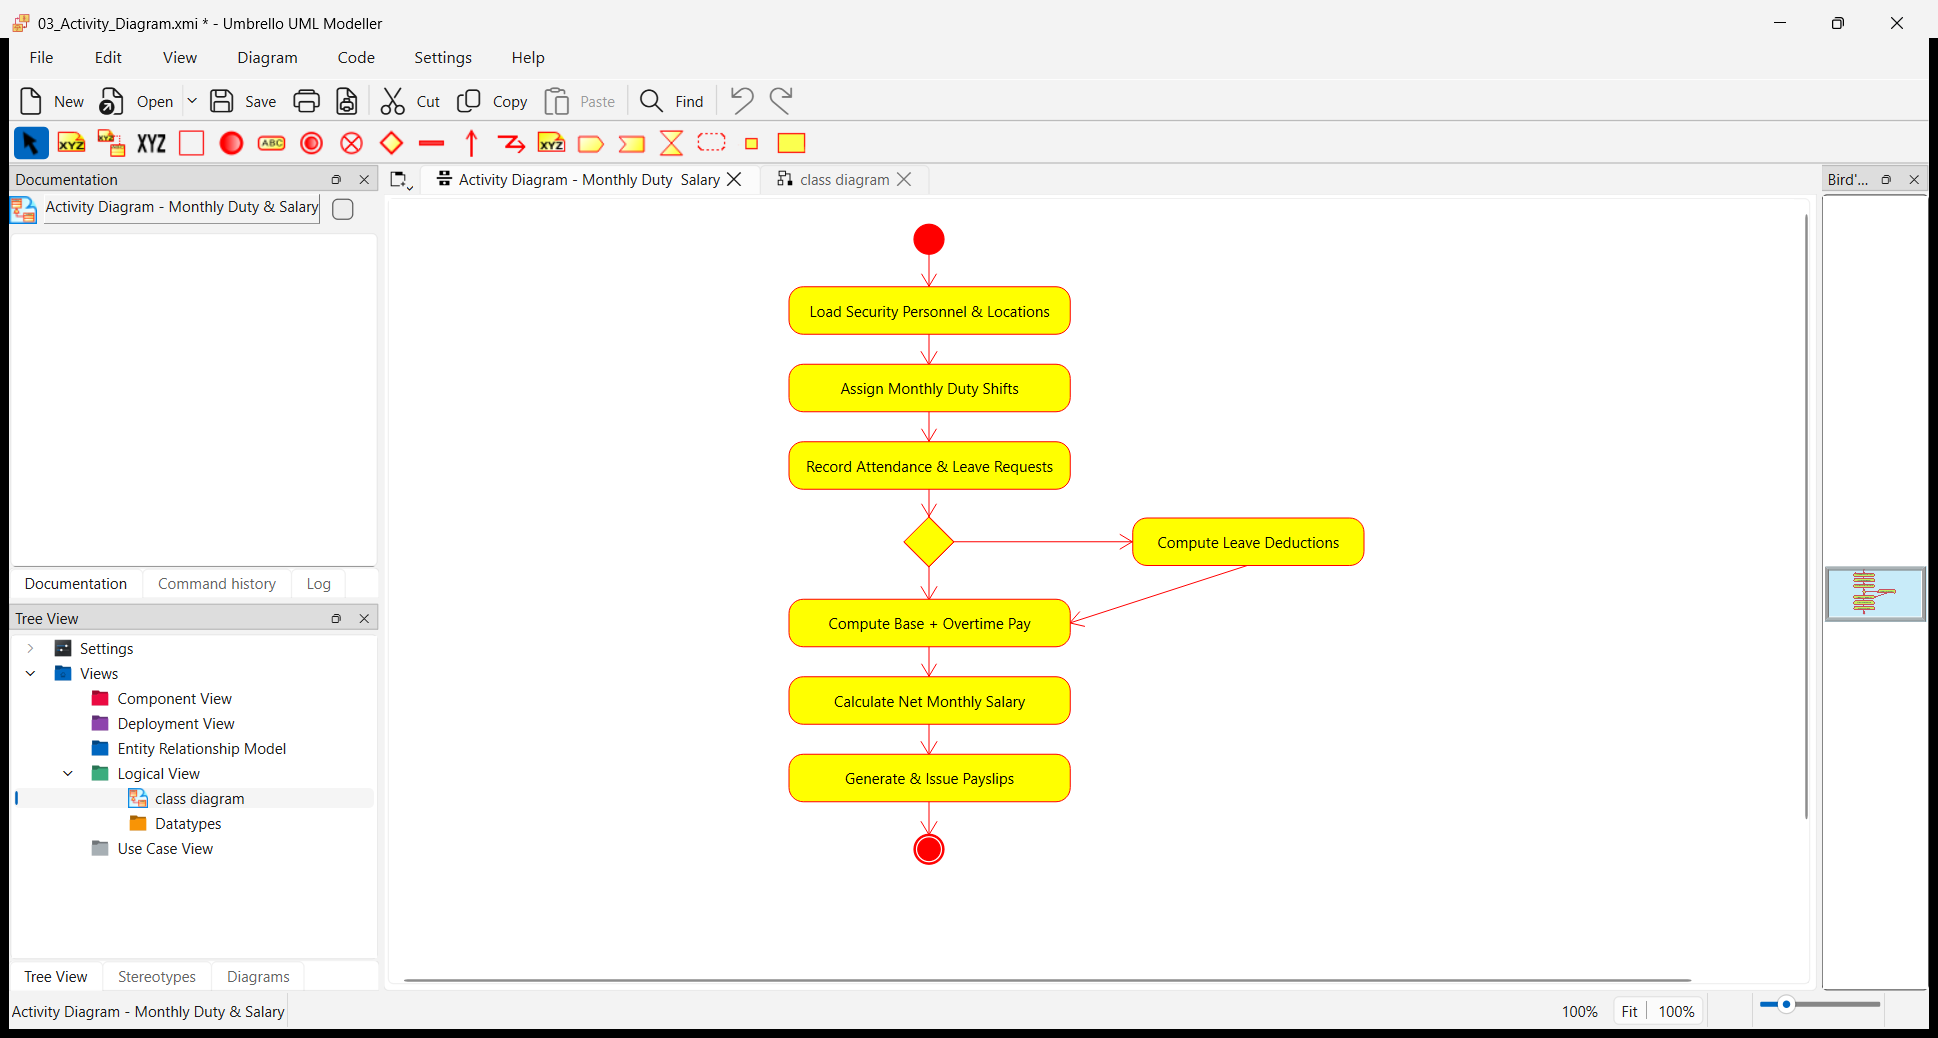 03_Activity_Diagram.xmi * - Umbrello UML Modeller
File Edit View Diagram Code Settings Help
New Open Save Cut Copy Paste Find
XYZ XYZ XYZ ABC XYZ
Documentation
Activity Diagram - Monthly Duty & Salary
Documentation Command history Log
Tree View
Settings
Views
Component View
Deployment View
Entity Relationship Model
Logical View
class diagram
Datatypes
Use Case View
Tree View Stereotypes Diagrams
Activity Diagram - Monthly Duty Salary class diagram
Load Security Personnel & Locations
Assign Monthly Duty Shifts
Record Attendance & Leave Requests
Compute Leave Deductions
Compute Base + Overtime Pay
Calculate Net Monthly Salary
Generate & Issue Payslips
Bird'...
Activity Diagram - Monthly Duty & Salary
100% Fit 100%